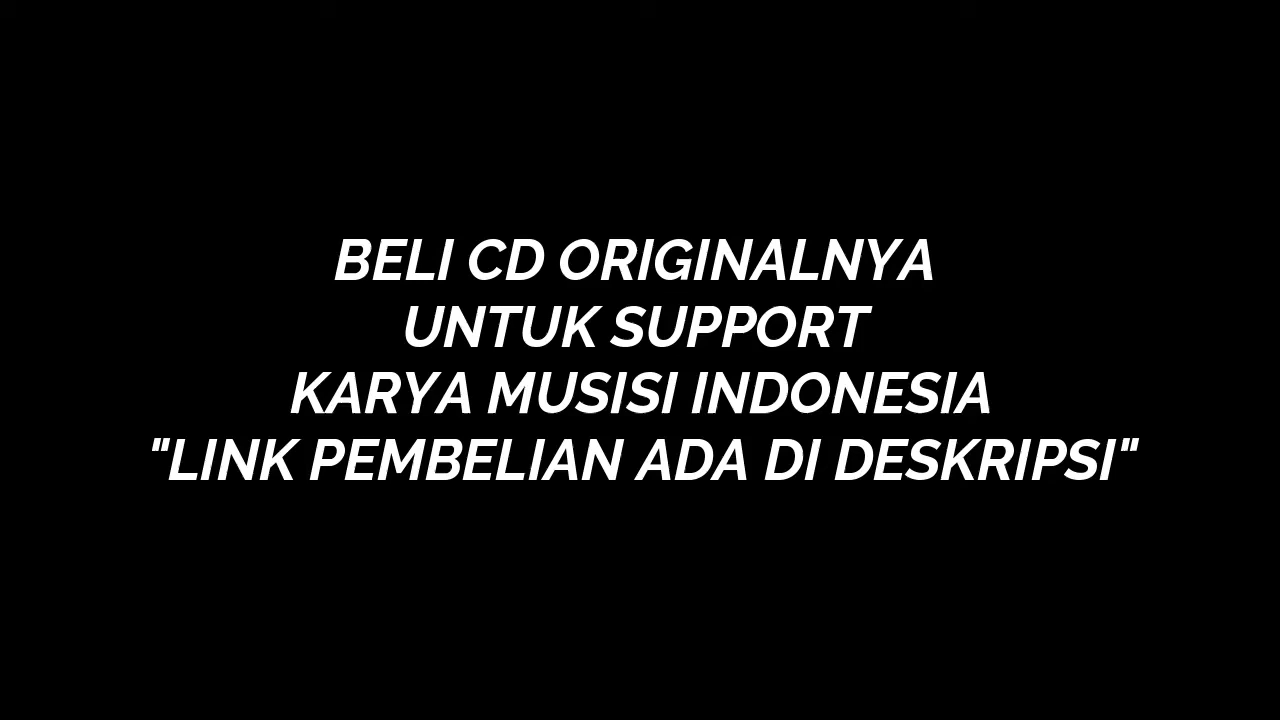 BELI CD ORIGINALNYA
UNTUK SUPPORT
KARYA MUSISI INDONESIA
"LINK PEMBELIAN ADA DI DESKRIPSI"